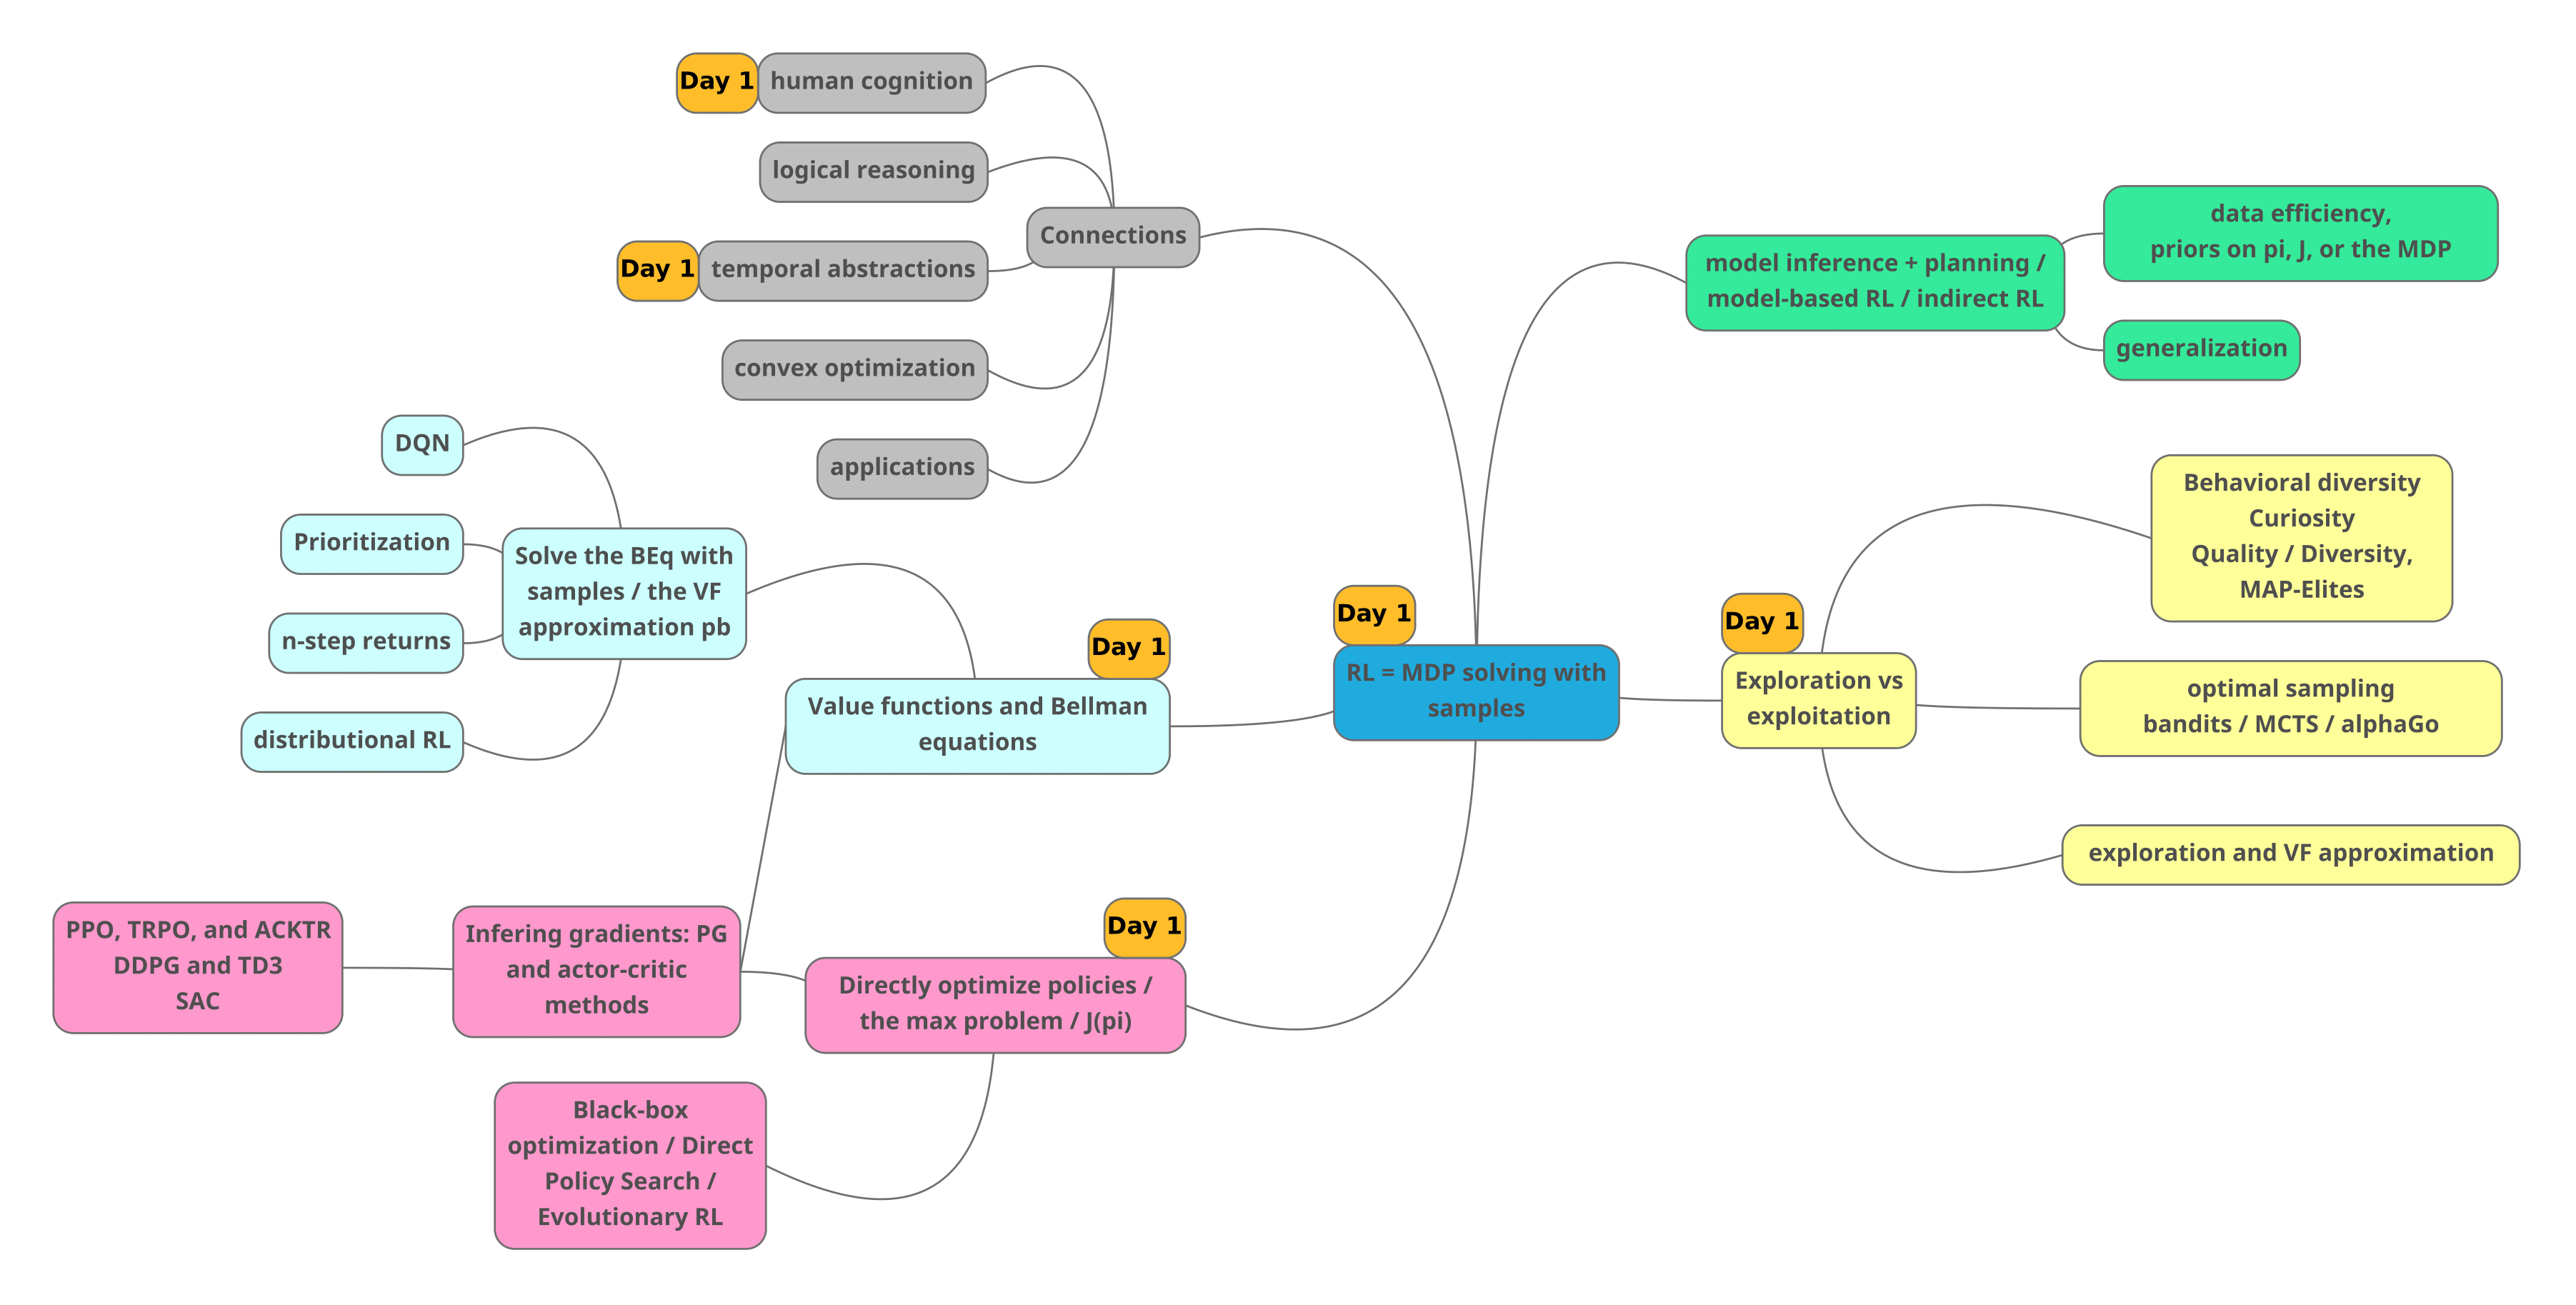 Day 1
human cognition
logical reasoning
Day 1
temporal abstractions
convex optimization
applications
Connections
DQN
Prioritization
n-step returns
distributional RL
Solve the BEq with
samples / the VF
approximation pb
Day 1
Value functions and Bellman
equations
PPO, TRPO, and ACKTR
DDPG and TD3
SAC
Infering gradients: PG
and actor-critic
methods
Day 1
Directly optimize policies /
the max problem / J(pi)
Black-box
optimization / Direct
Policy Search /
Evolutionary RL
Day 1
RL = MDP solving with
samples
model inference + planning /
model-based RL / indirect RL
data efficiency,
priors on pi, J, or the MDP
generalization
Day 1
Exploration vs
exploitation
Behavioral diversity
Curiosity
Quality / Diversity,
MAP-Elites
optimal sampling
bandits / MCTS / alphaGo
exploration and VF approximation